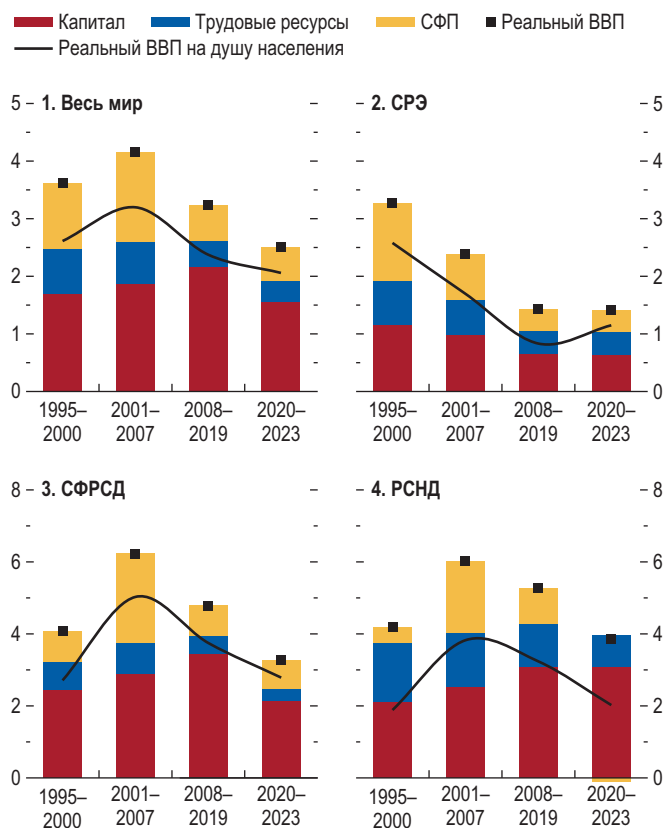 Капитал Трудовые ресурсы СФП Реальный ВВП
Реальный ВВП на душу населения
5 1. Весь мир
4
3
2
1
0
1995– 2001– 2008– 2020–
2000 2007 2019 2023
2. СРЭ 5
4
3
2
1
0
1995– 2001– 2008– 2020–
2000 2007 2019 2023
8 3. СФРСД
6
4
2
0
1995– 2001– 2008– 2020–
2000 2007 2019 2023
4. РСНД 8
6
4
2
0
1995– 2001– 2008– 2020–
2000 2007 2019 2023